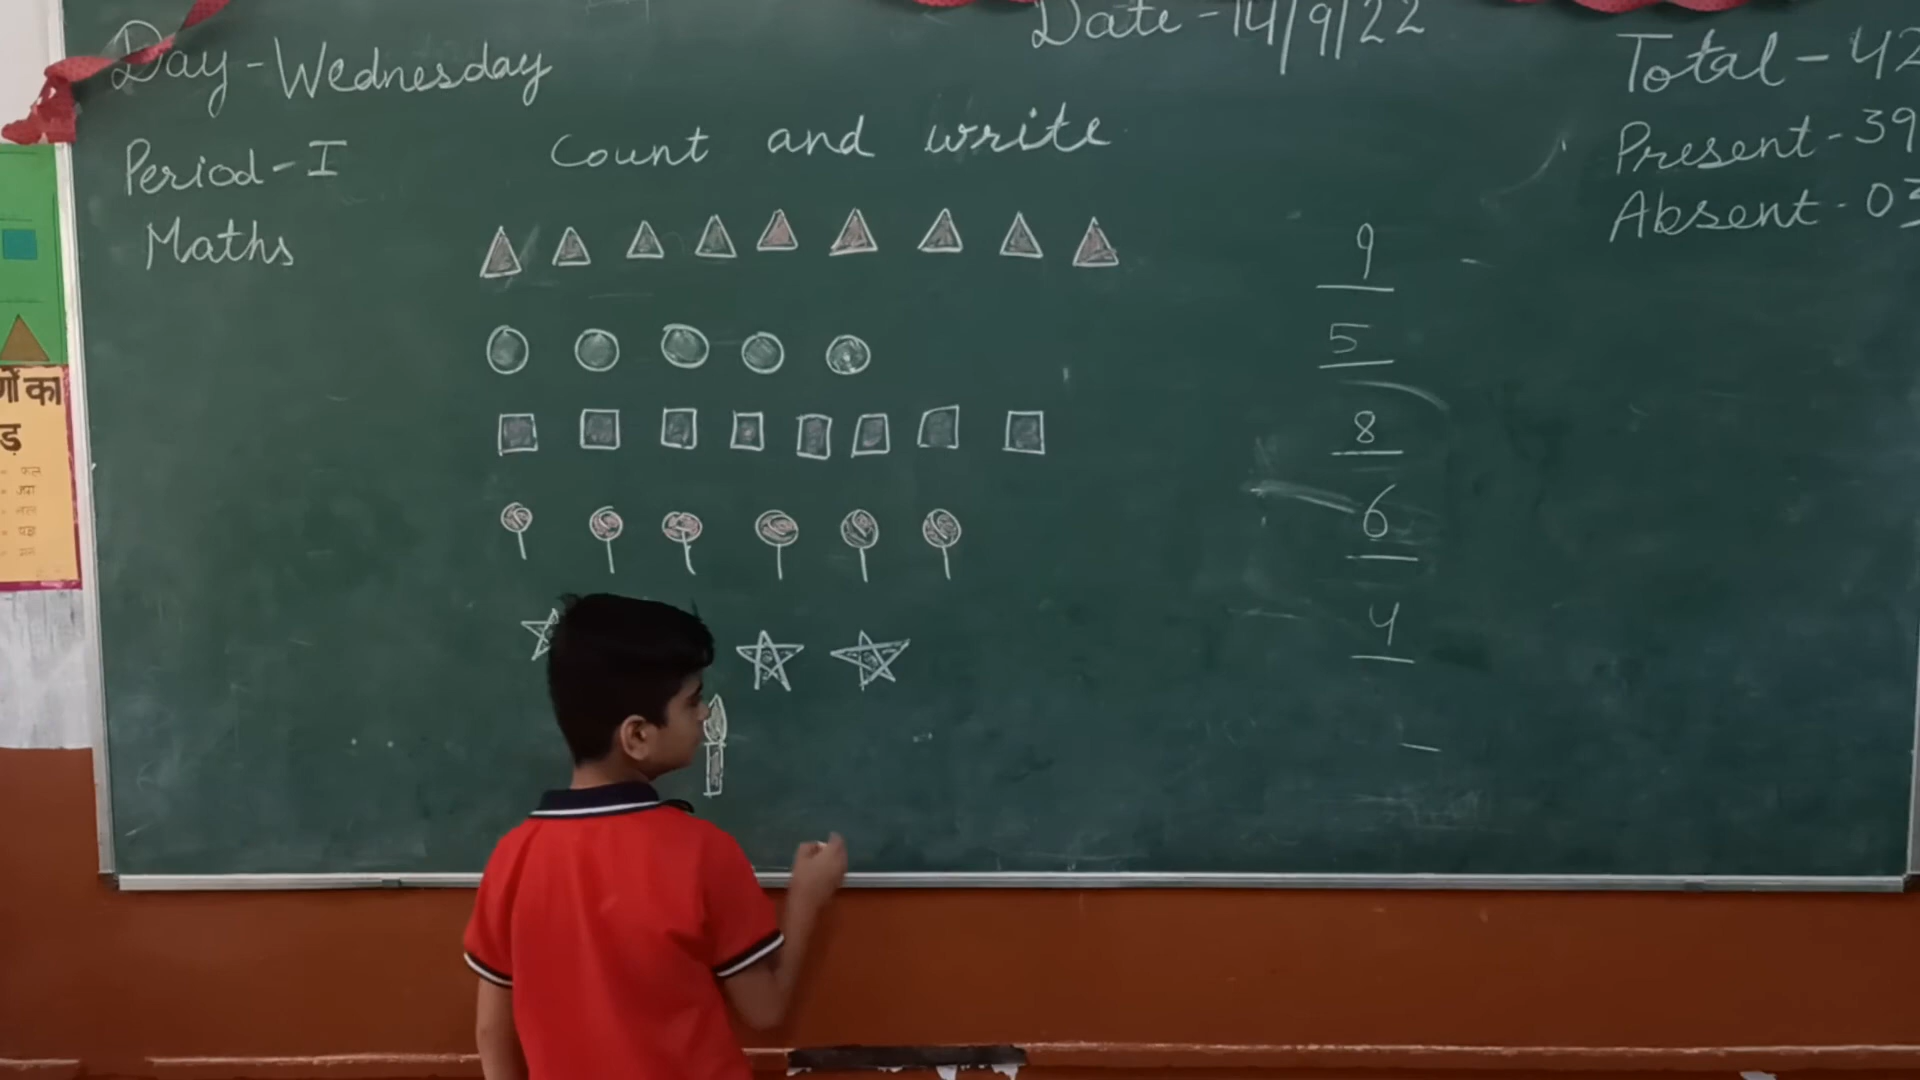 Day - Wednesday
Date - 14/9/22
Total - 42
Period - I
Count and write
Present - 39
Maths
Absent - 03
9
5
8
6
4
र्णों का
ड़